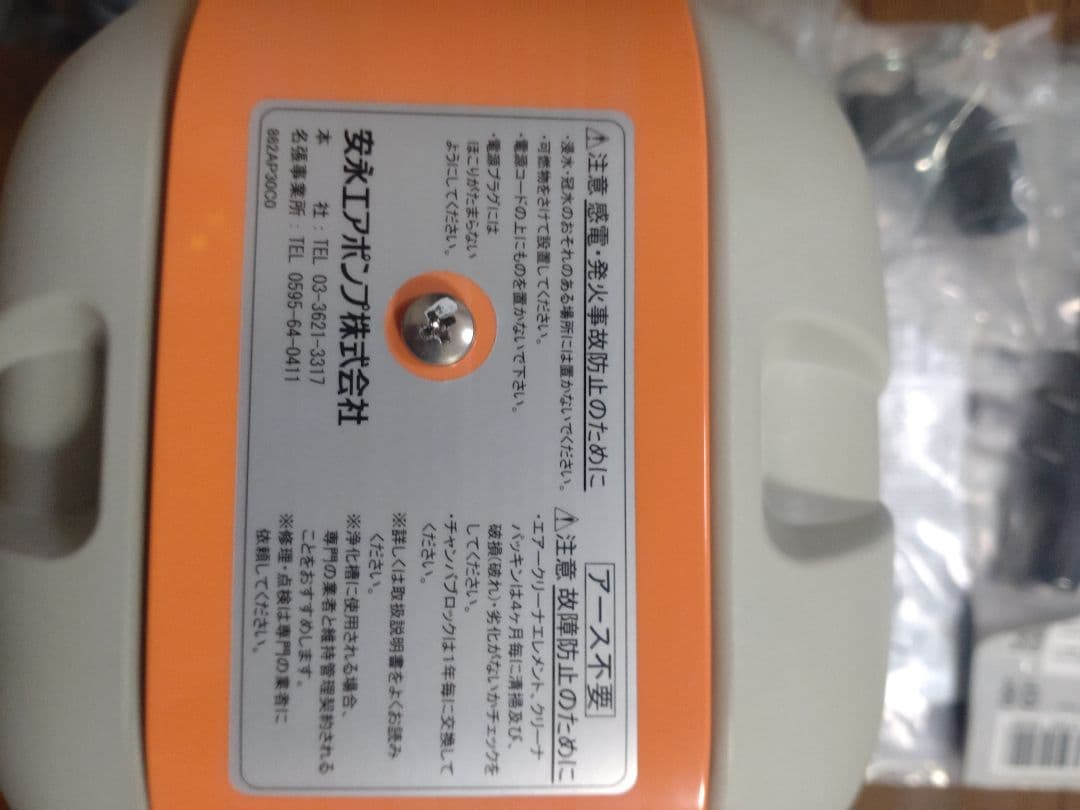 ⚠注意 感電・発火事故防止のために
・浸水・冠水のおそれのある場所には置かないでください。
・可燃物をさけて設置してください。
・電源コードの上にものを置かないで下さい。
・電源プラグには
ほこりがたまらない
ようにしてください。
安永エアポンプ株式会社
本 社:TEL 03-3621-3317
名張事業所:TEL 0595-64-0411
862AP30C0
アース不要
⚠注意 故障防止のために
・エアークリーナエレメント、クリーナ
パッキンは4ヶ月毎に清掃及び、
破損(破れ)・劣化がないかチェックを
してください。
・チャンバブロックは1年毎に交換して
ください。
※詳しくは取扱説明書をよくお読み
ください。
※浄化槽に使用される場合、
専門の業者と維持管理契約される
ことをおすすめします。
※修理・点検は専門の業者に
依頼してください。